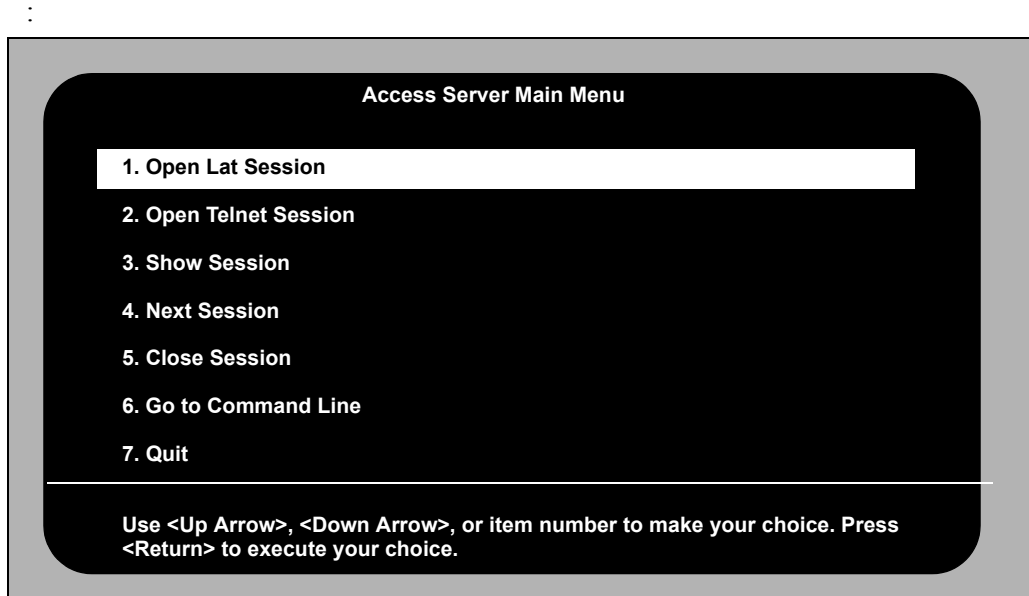 :
Access Server Main Menu
1. Open Lat Session
2. Open Telnet Session
3. Show Session
4. Next Session
5. Close Session
6. Go to Command Line
7. Quit
Use <Up Arrow>, <Down Arrow>, or item number to make your choice. Press
<Return> to execute your choice.